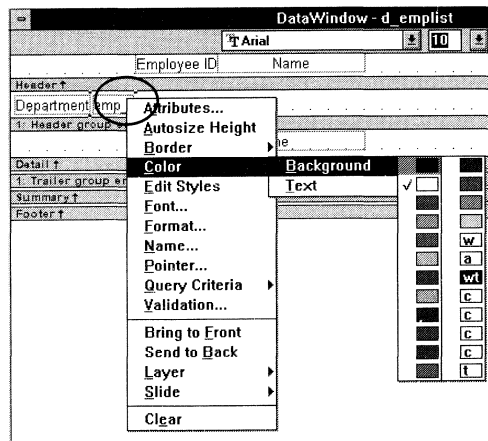 DataWindow - d_emplist
Arial 10
Employee ID Name
Header ↑
Department emp_
Attributes...
Autosize Height
1: Header group
Border
Detail ↑
Color Background
1: Trailer group
Edit Styles Text
Summary ↑
Font...
Footer ↑
Format...
Name...
Pointer...
Query Criteria
Validation...
Bring to Front
Send to Back
Layer
Slide
Clear
w
a
wt
c
c
c
c
t